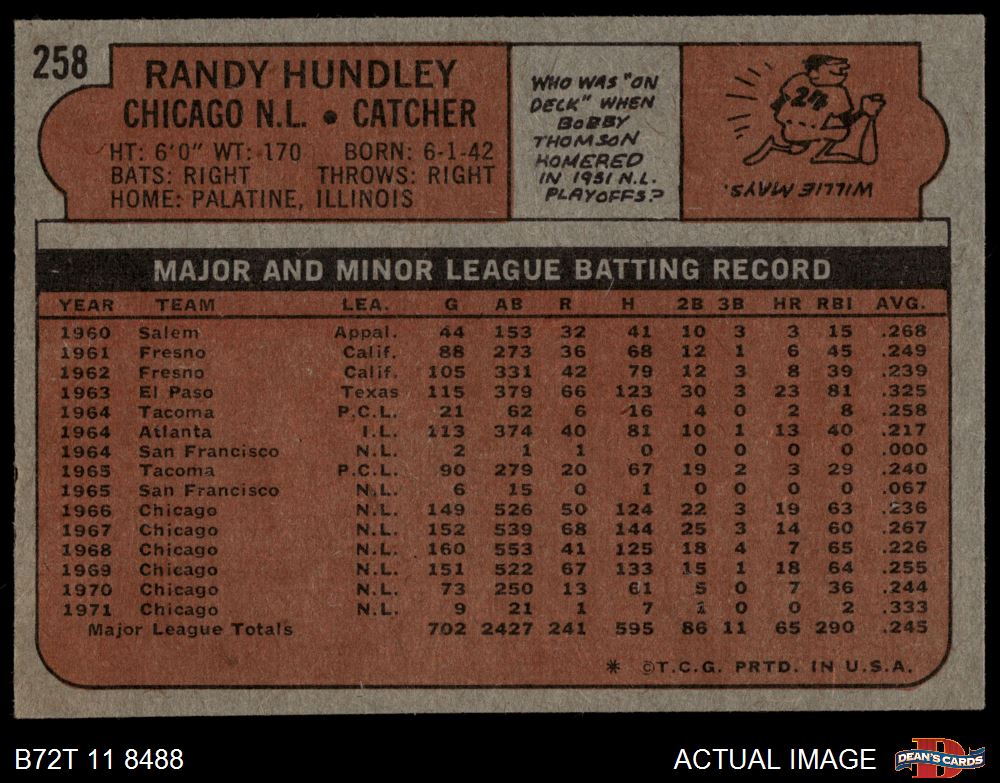 258
RANDY HUNDLEY
CHICAGO N.L. • CATCHER
HT: 6'0" WT: 170 BORN: 6-1-42
BATS: RIGHT THROWS: RIGHT
HOME: PALATINE, ILLINOIS
WHO WAS "ON
DECK" WHEN
BOBBY
THOMSON
HOMERED
IN 1951 N.L.
PLAYOFFS?
24
WILLIE MAYS.
MAJOR AND MINOR LEAGUE BATTING RECORD
YEAR TEAM LEA. G AB R H 2B 3B HR RBI AVG.
1960 Salem Appal. 44 153 32 41 10 3 3 15 .268
1961 Fresno Calif. 88 273 36 68 12 1 6 45 .249
1962 Fresno Calif. 105 331 42 79 12 3 8 39 .239
1963 El Paso Texas 115 379 66 123 30 3 23 81 .325
1964 Tacoma P.C.L. 21 62 6 16 4 0 2 8 .258
1964 Atlanta I.L. 113 374 40 81 10 1 13 40 .217
1964 San Francisco N.L. 2 1 1 0 0 0 0 0 .000
1965 Tacoma P.C.L. 90 279 20 67 19 2 3 29 .240
1965 San Francisco N.L. 6 15 0 1 0 0 0 0 .067
1966 Chicago N.L. 149 526 50 124 22 3 19 63 .236
1967 Chicago N.L. 152 539 68 144 25 3 14 60 .267
1968 Chicago N.L. 160 553 41 125 18 4 7 65 .226
1969 Chicago N.L. 151 522 67 133 15 1 18 64 .255
1970 Chicago N.L. 73 250 13 61 5 0 7 36 .244
1971 Chicago N.L. 9 21 1 7 1 0 0 2 .333
Major League Totals 702 2427 241 595 86 11 65 290 .245
* ©T.C.G. PRTD. IN U.S.A.
B72T 11 8488
ACTUAL IMAGE
D
DEAN'S CARDS